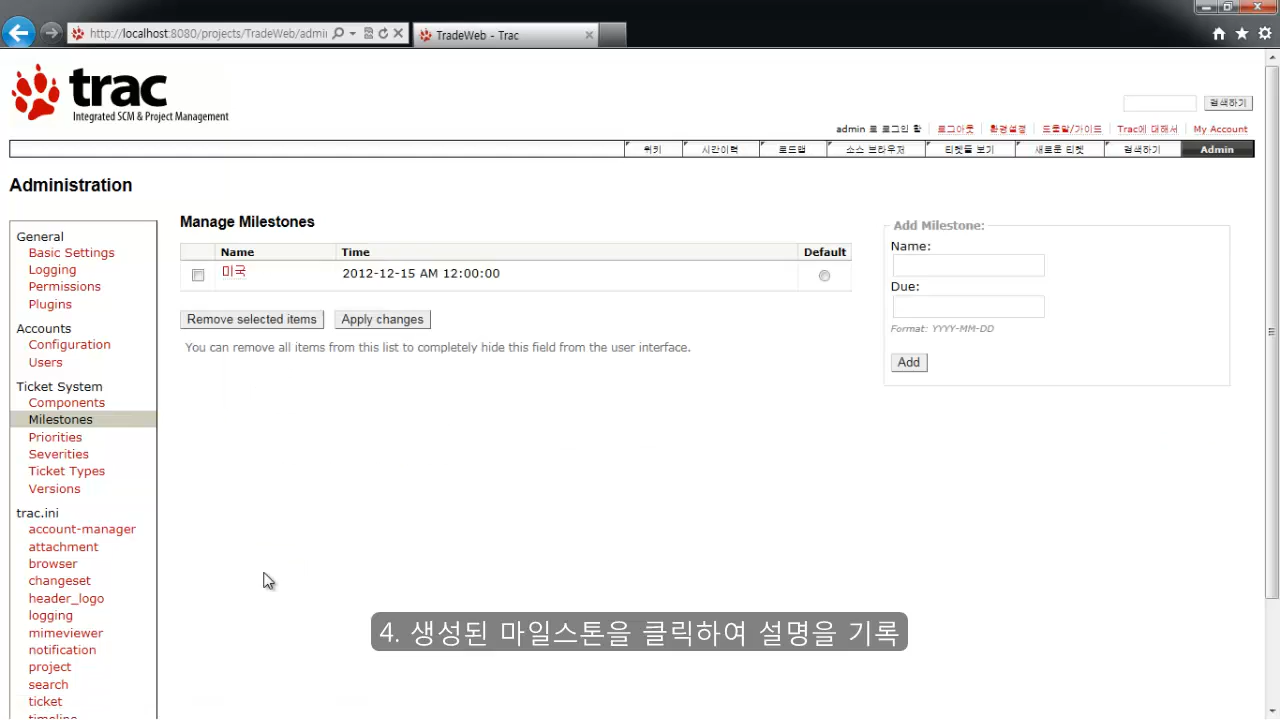 http://localhost:8080/projects/TradeWeb/admin
TradeWeb - Trac
trac
Integrated SCM & Project Management
검색하기
admin 로 로그인 함
로그아웃
환경설정
도움말/가이드
Trac에 대해서
My Account
위키
시간이력
로드맵
소스 브라우저
티켓들 보기
새로운 티켓
검색하기
Admin
Administration
General
Basic Settings
Logging
Permissions
Plugins
Accounts
Configuration
Users
Ticket System
Components
Milestones
Priorities
Severities
Ticket Types
Versions
trac.ini
account-manager
attachment
browser
changeset
header_logo
logging
mimeviewer
notification
project
search
ticket
timeline
Manage Milestones
Name Time Default
미국 2012-12-15 AM 12:00:00
Remove selected items Apply changes
You can remove all items from this list to completely hide this field from the user interface.
Add Milestone:
Name:
Due:
Format: YYYY-MM-DD
Add
4. 생성된 마일스톤을 클릭하여 설명을 기록